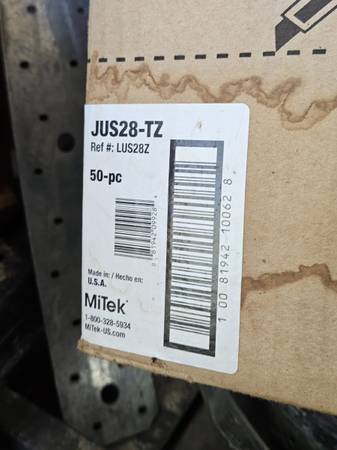 JUS28-TZ
Ref #: LUS28Z
50-pc
1 00 81942 10062 8
Made in: / Hecho en:
U.S.A.
MiTek®
1-800-328-5934
MiTek-US.com